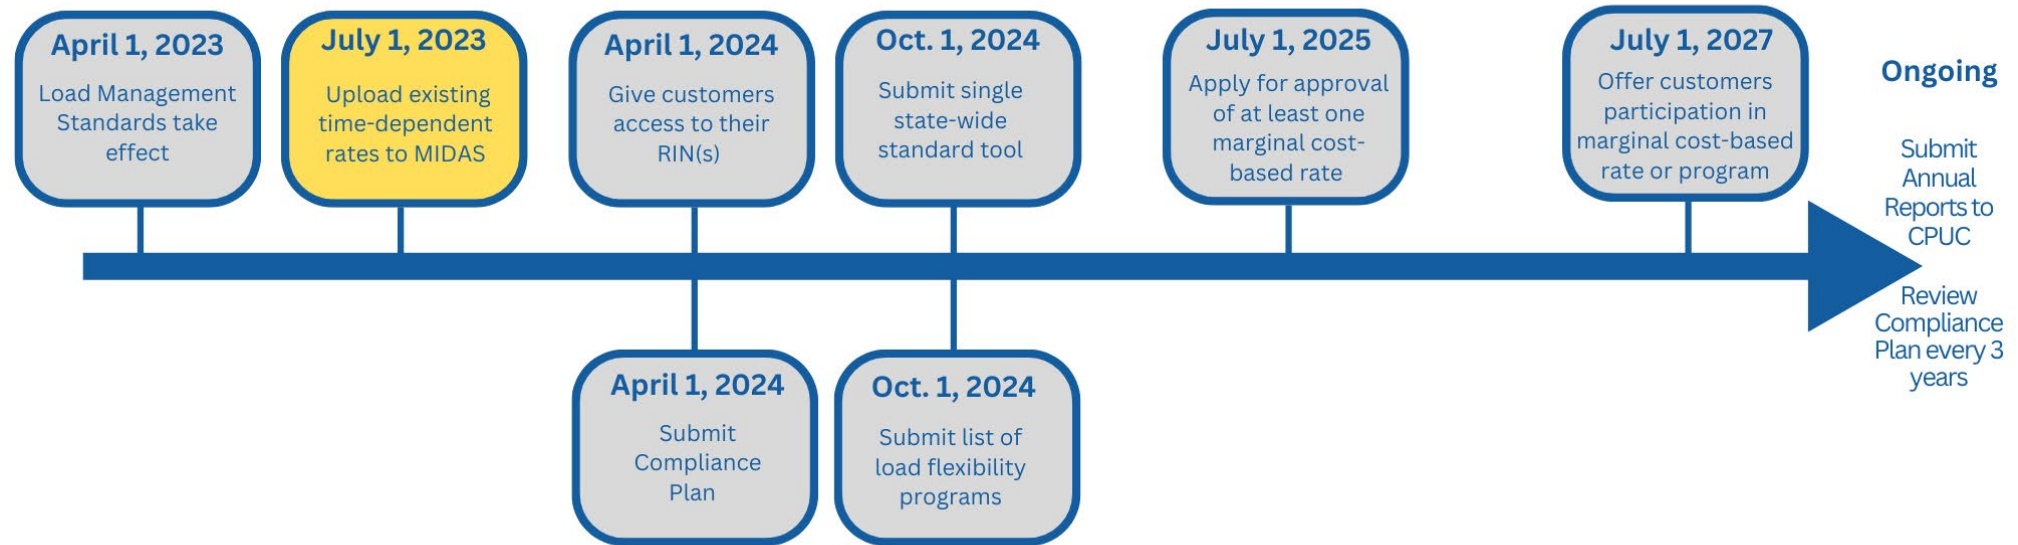 April 1, 2023
Load Management
Standards take
effect
July 1, 2023
Upload existing
time-dependent
rates to MIDAS
April 1, 2024
Give customers
access to their
RIN(s)
Oct. 1, 2024
Submit single
state-wide
standard tool
July 1, 2025
Apply for approval
of at least one
marginal cost-
based rate
July 1, 2027
Offer customers
participation in
marginal cost-based
rate or program
Ongoing
Submit
Annual
Reports to
CPUC
Review
Compliance
Plan every 3
years
April 1, 2024
Submit
Compliance
Plan
Oct. 1, 2024
Submit list of
load flexibility
programs